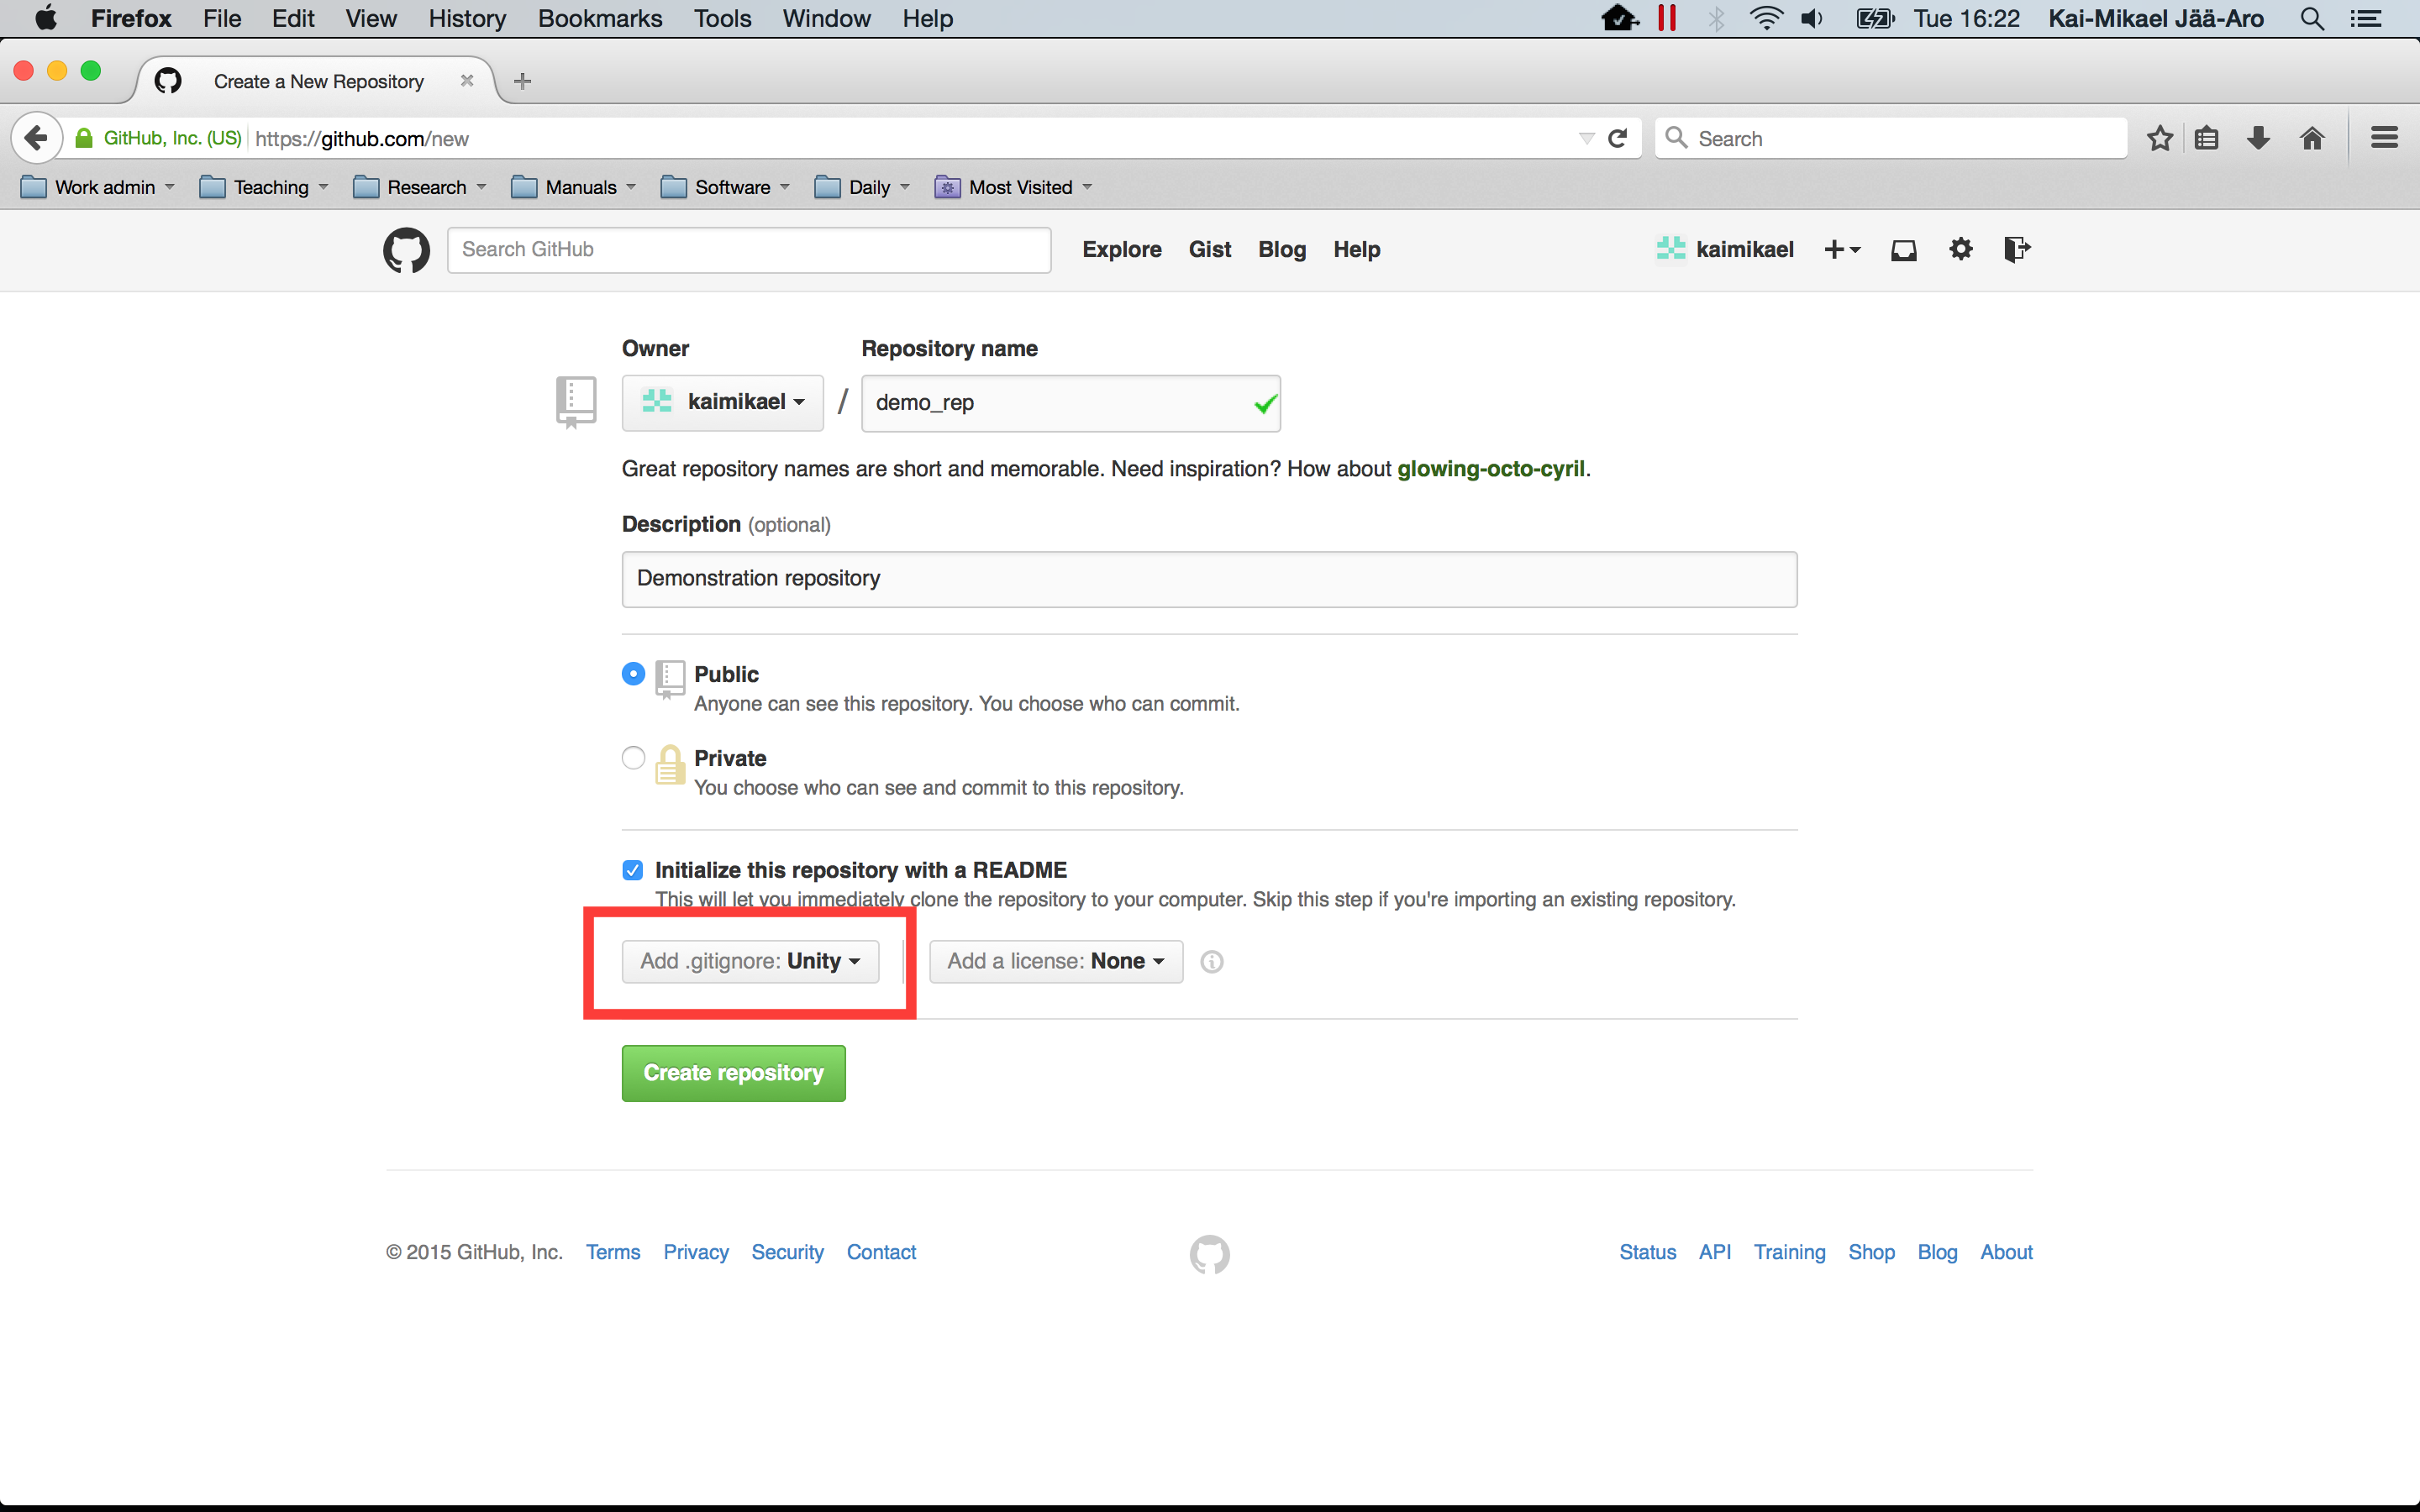 Firefox File Edit View History Bookmarks Tools Window Help Tue 16:22 Kai-Mikael Jää-Aro
Create a New Repository
GitHub, Inc. (US) https://github.com/new Search
Work admin Teaching Research Manuals Software Daily Most Visited
Search GitHub Explore Gist Blog Help kaimikael
Owner Repository name
kaimikael / demo_rep
Great repository names are short and memorable. Need inspiration? How about glowing-octo-cyril.
Description (optional)
Demonstration repository
Public
Anyone can see this repository. You choose who can commit.
Private
You choose who can see and commit to this repository.
Initialize this repository with a README
This will let you immediately clone the repository to your computer. Skip this step if you're importing an existing repository.
Add .gitignore: Unity Add a license: None
Create repository
© 2015 GitHub, Inc. Terms Privacy Security Contact Status API Training Shop Blog About